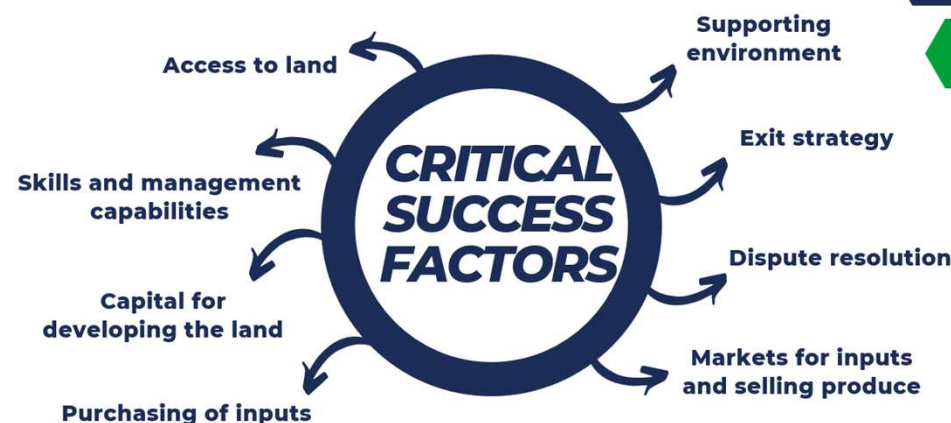 CRITICAL
SUCCESS
FACTORS
Access to land
Skills and management
capabilities
Capital for
developing the land
Purchasing of inputs
Supporting
environment
Exit strategy
Dispute resolution
Markets for inputs
and selling produce